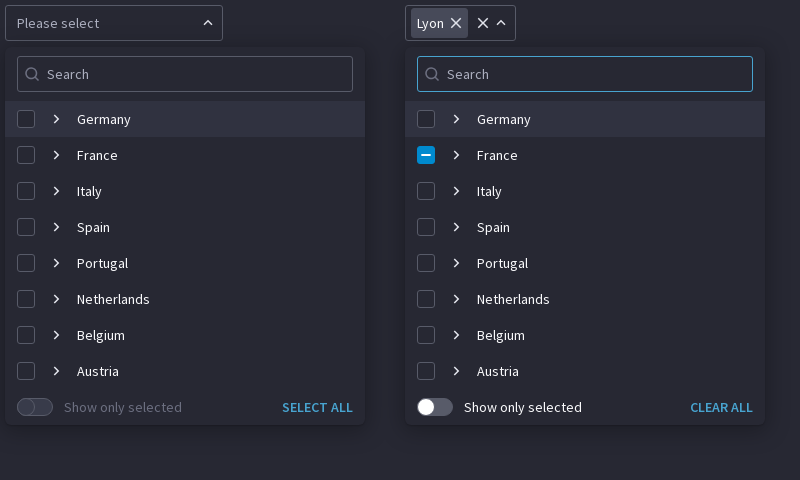 Please select
Search
Germany
France
Italy
Spain
Portugal
Netherlands
Belgium
Austria
Show only selected
SELECT ALL
Lyon
Search
Germany
France
Italy
Spain
Portugal
Netherlands
Belgium
Austria
Show only selected
CLEAR ALL